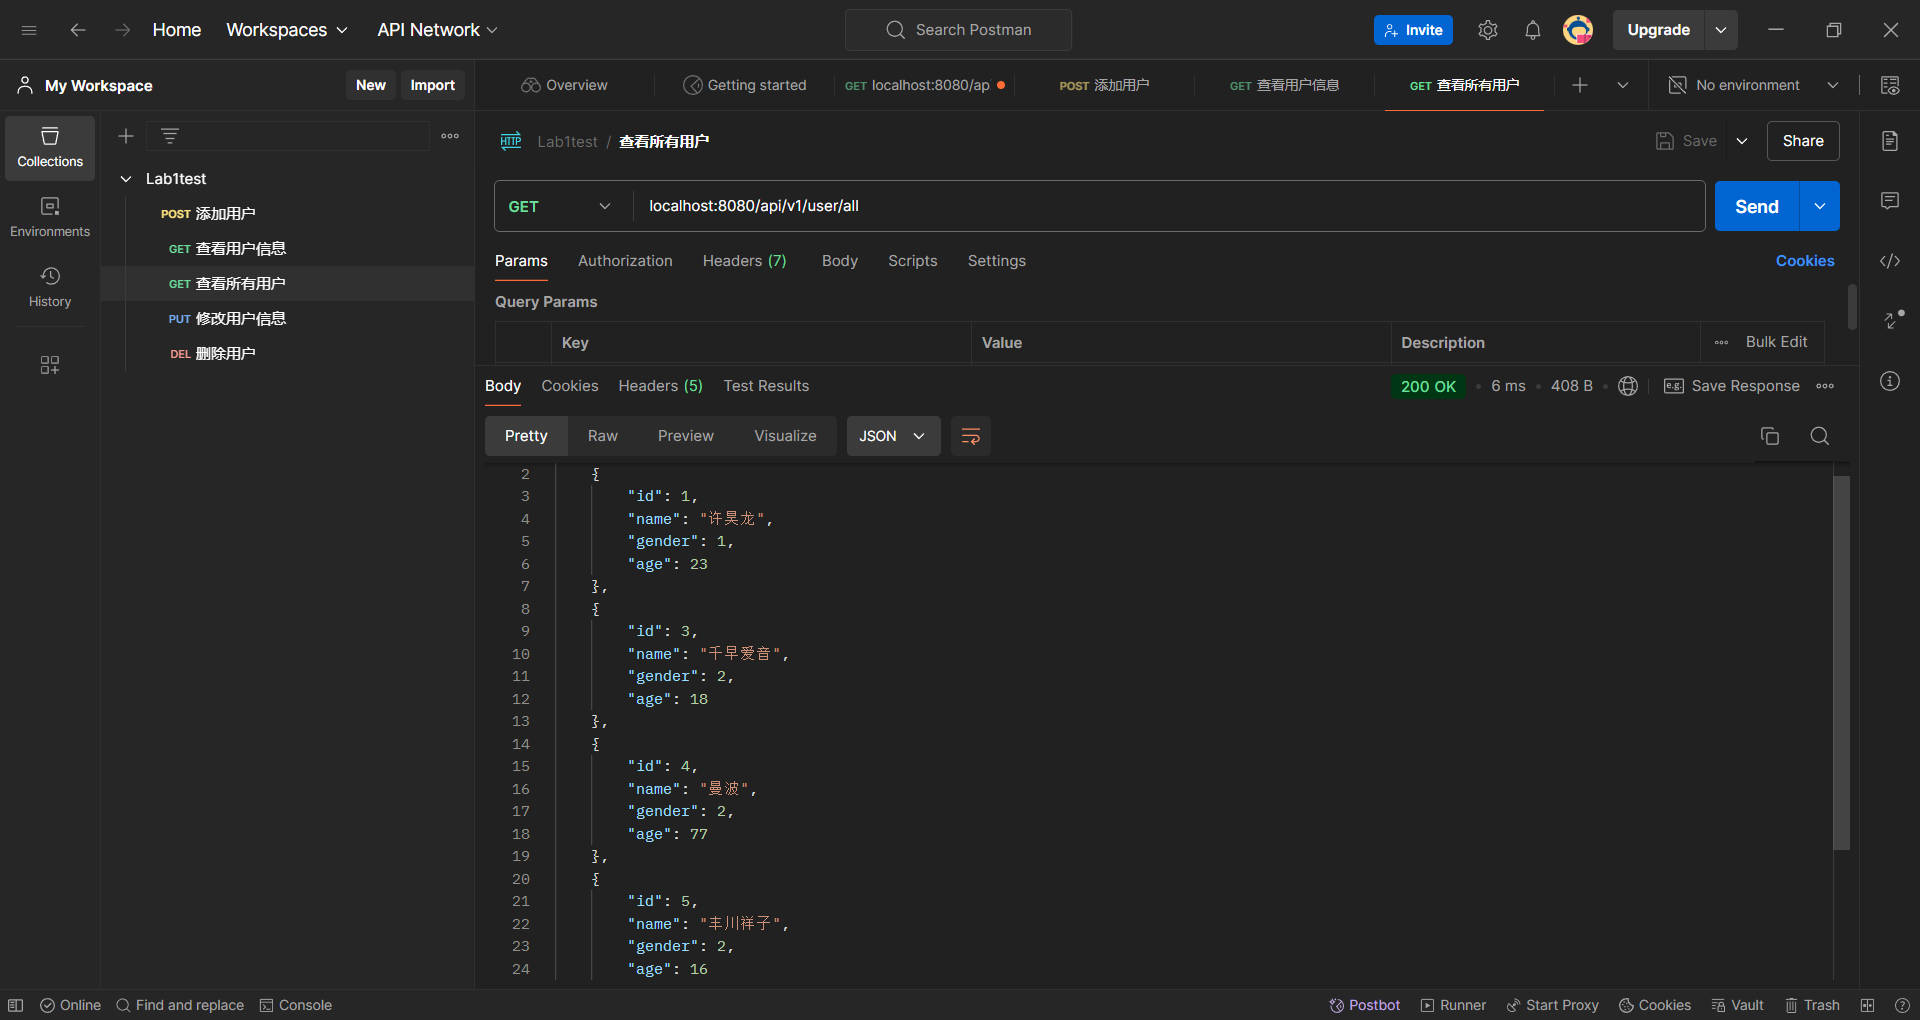 Home Workspaces API Network Search Postman Invite Upgrade
My Workspace New Import
Overview Getting started GET localhost:8080/ap POST 添加用户 GET 查看用户信息 GET 查看所有用户 No environment
Collections
Environments
History
Lab1test
POST 添加用户
GET 查看用户信息
GET 查看所有用户
PUT 修改用户信息
DEL 删除用户
HTTP Lab1test / 查看所有用户 Save Share
GET localhost:8080/api/v1/user/all Send
Params Authorization Headers (7) Body Scripts Settings Cookies
Query Params
Key Value Description Bulk Edit
Body Cookies Headers (5) Test Results 200 OK 6 ms 408 B e.g. Save Response
Pretty Raw Preview Visualize JSON
2 {
3 "id": 1,
4 "name": "许昊龙",
5 "gender": 1,
6 "age": 23
7 },
8 {
9 "id": 3,
10 "name": "千早爱音",
11 "gender": 2,
12 "age": 18
13 },
14 {
15 "id": 4,
16 "name": "曼波",
17 "gender": 2,
18 "age": 77
19 },
20 {
21 "id": 5,
22 "name": "丰川祥子",
23 "gender": 2,
24 "age": 16
Online Find and replace Console Postbot Runner Start Proxy Cookies Vault Trash